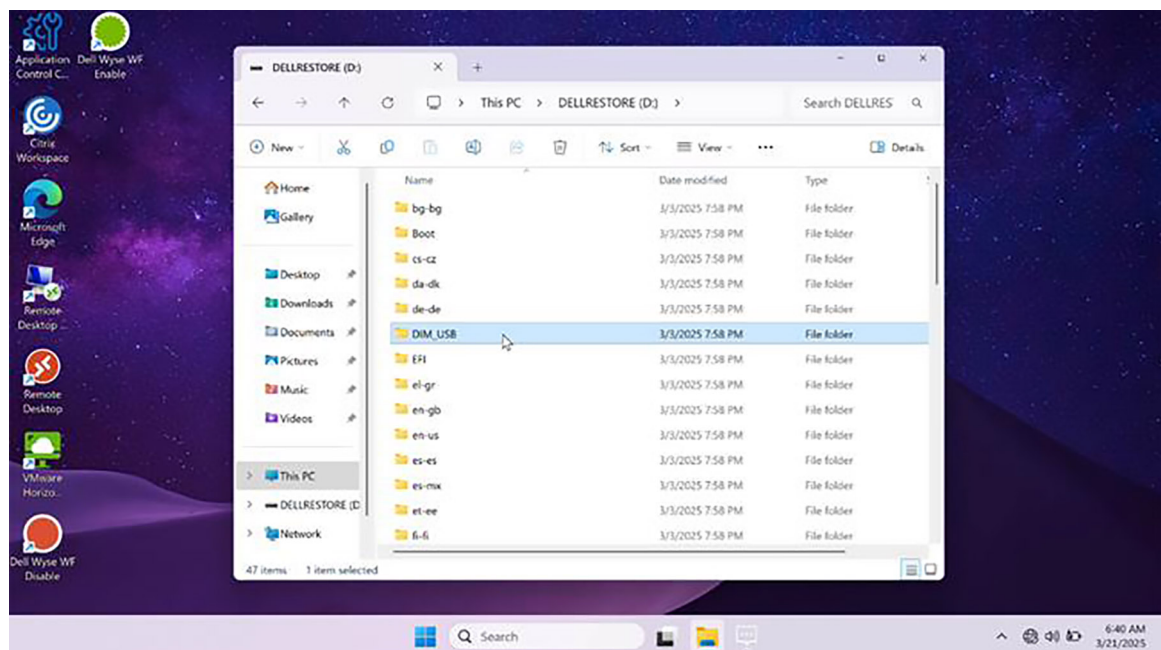 Application
Control C...
Dell Wyse WF
Enable
Citrix
Workspace
Microsoft
Edge
Remote
Desktop ...
Remote
Desktop
VMware
Horizo...
Dell Wyse WF
Disable
DELLRESTORE (D:)
This PC > DELLRESTORE (D:) >
Search DELLRES
New
Sort
View
Details
Home
Gallery
Desktop
Downloads
Documents
Pictures
Music
Videos
This PC
DELLRESTORE (D
Network
Name Date modified Type
bg-bg 3/3/2025 7:58 PM File folder
Boot 3/3/2025 7:58 PM File folder
cs-cz 3/3/2025 7:58 PM File folder
da-dk 3/3/2025 7:58 PM File folder
de-de 3/3/2025 7:58 PM File folder
DIM_USB 3/3/2025 7:58 PM File folder
EFI 3/3/2025 7:58 PM File folder
el-gr 3/3/2025 7:58 PM File folder
en-gb 3/3/2025 7:58 PM File folder
en-us 3/3/2025 7:58 PM File folder
es-es 3/3/2025 7:58 PM File folder
es-mx 3/3/2025 7:58 PM File folder
et-ee 3/3/2025 7:58 PM File folder
fi-fi 3/3/2025 7:58 PM File folder
47 items 1 item selected
Search
6:40 AM
3/21/2025